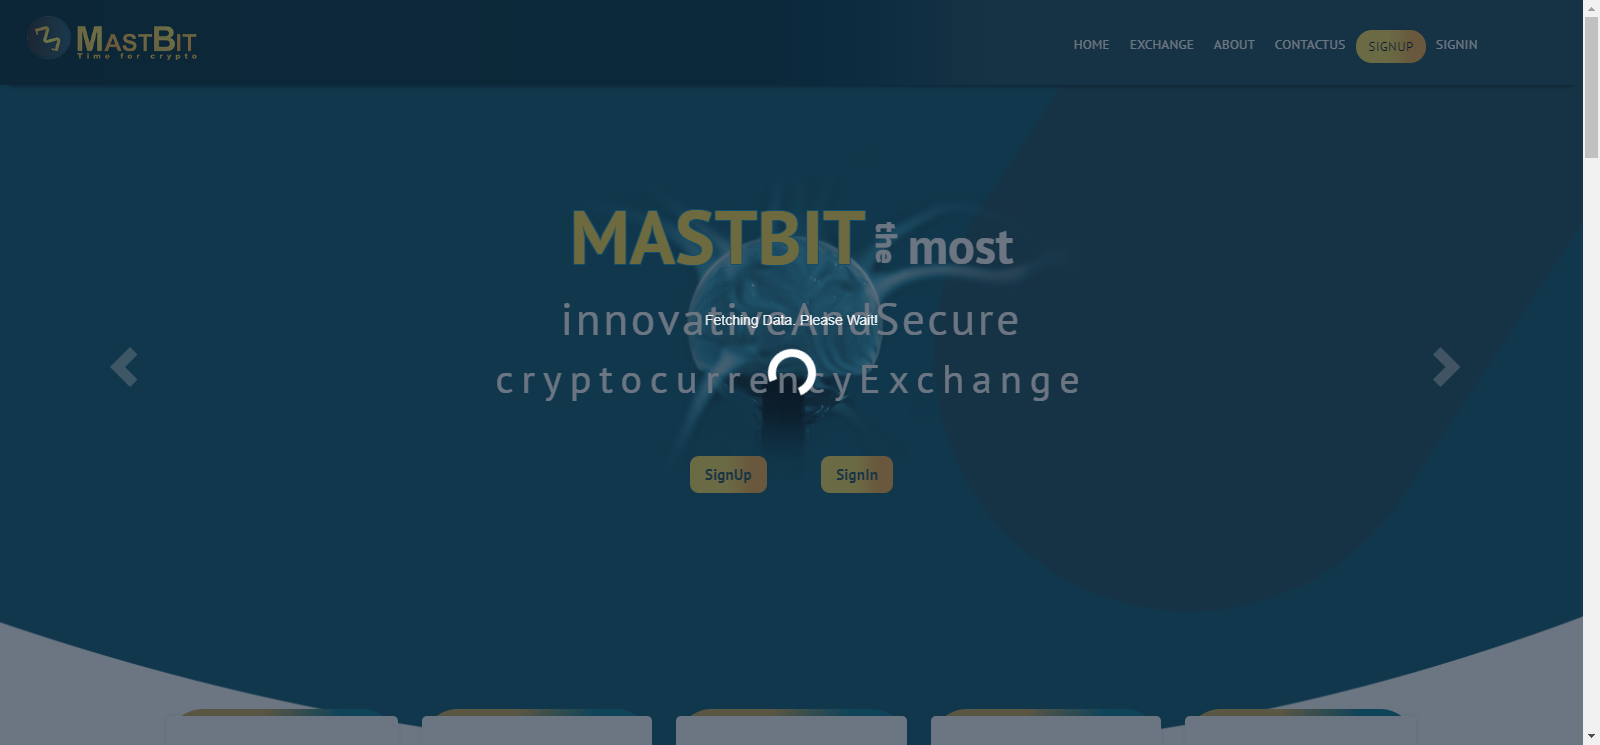 MASTBIT
Time for crypto
HOME EXCHANGE ABOUT CONTACTUS SIGNUP SIGNIN
MASTBIT the most
innovativeAndSecure
Fetching Data. Please Wait!
cryptocurrencyExchange
SignUp SignIn